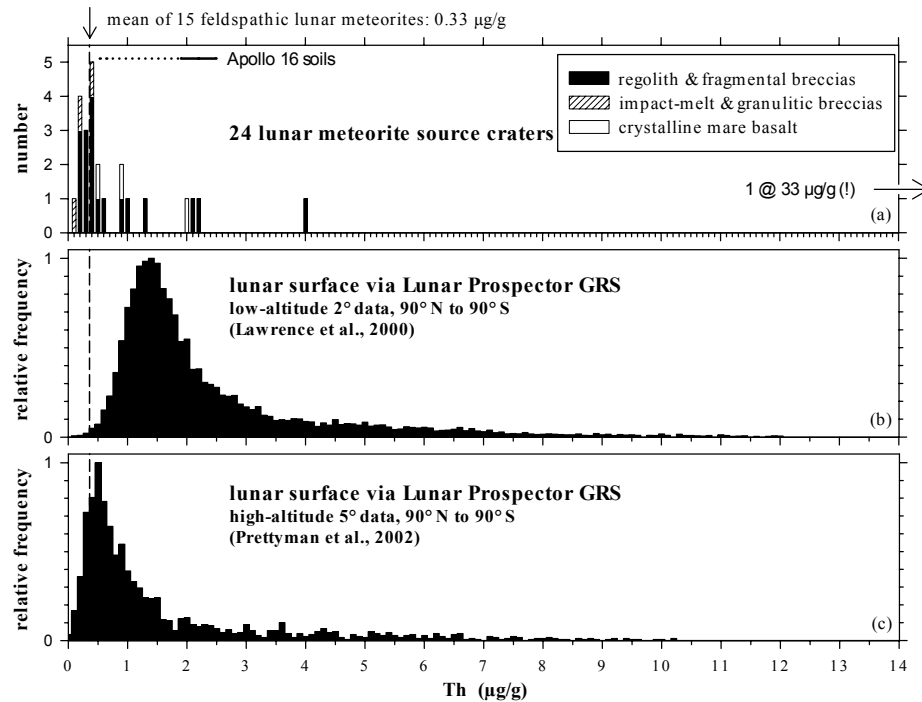 mean of 15 feldspathic lunar meteorites: 0.33 µg/g
5
4
3
2
1
0
number
Apollo 16 soils
24 lunar meteorite source craters
regolith & fragmental breccias
impact-melt & granulitic breccias
crystalline mare basalt
1 @ 33 µg/g (!)
(a)
1
0
relative frequency
lunar surface via Lunar Prospector GRS
low-altitude 2° data, 90° N to 90° S
(Lawrence et al., 2000)
(b)
1
0
relative frequency
lunar surface via Lunar Prospector GRS
high-altitude 5° data, 90° N to 90° S
(Prettyman et al., 2002)
(c)
0 1 2 3 4 5 6 7 8 9 10 11 12 13 14
Th (µg/g)